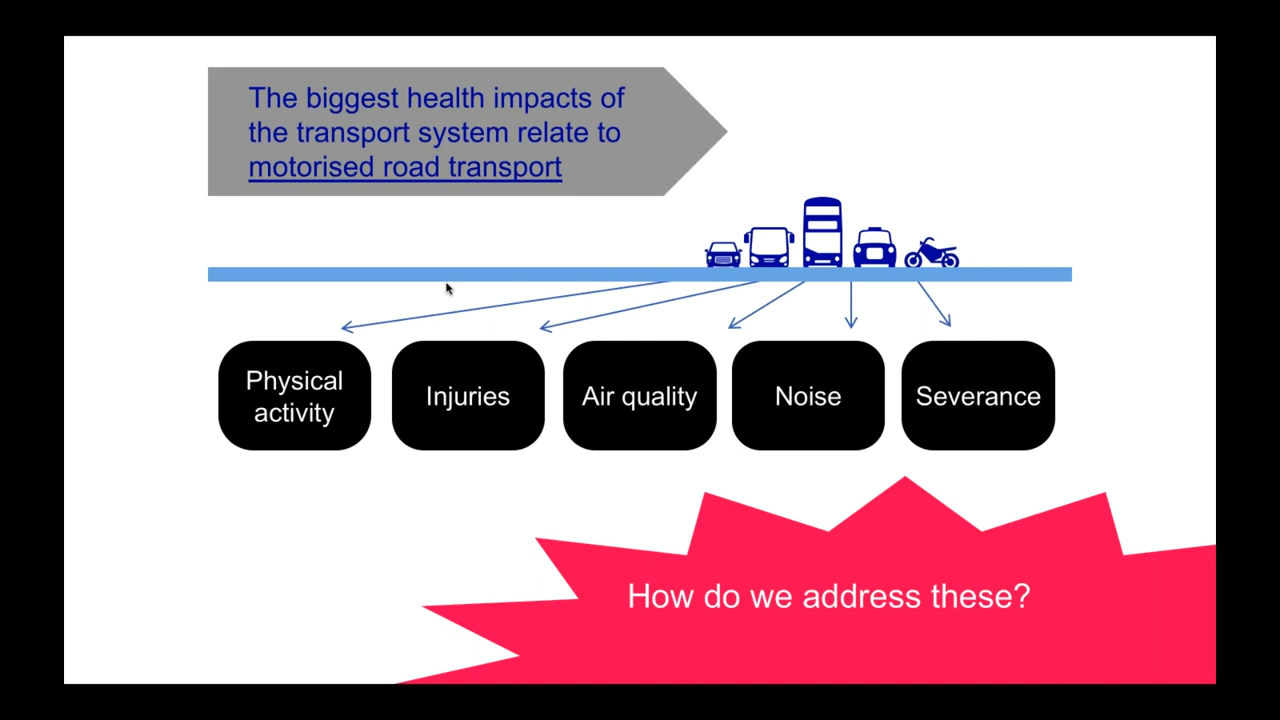 The biggest health impacts of
the transport system relate to
motorised road transport
Physical
activity
Injuries
Air quality
Noise
Severance
How do we address these?